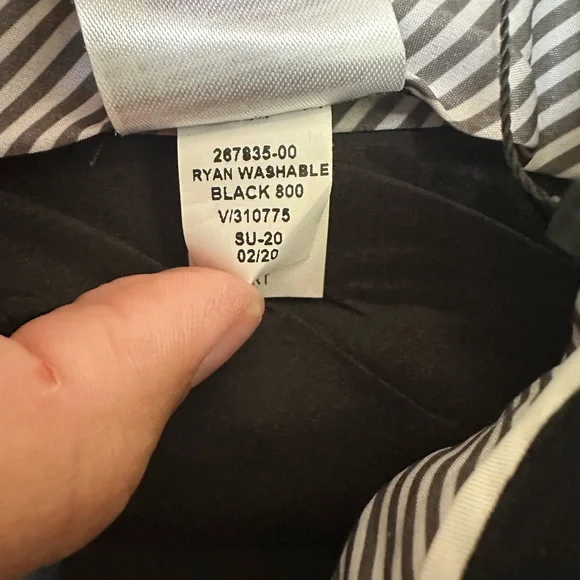 267835-00
RYAN WASHABLE
BLACK 800
V/310775
SU-20
02/20